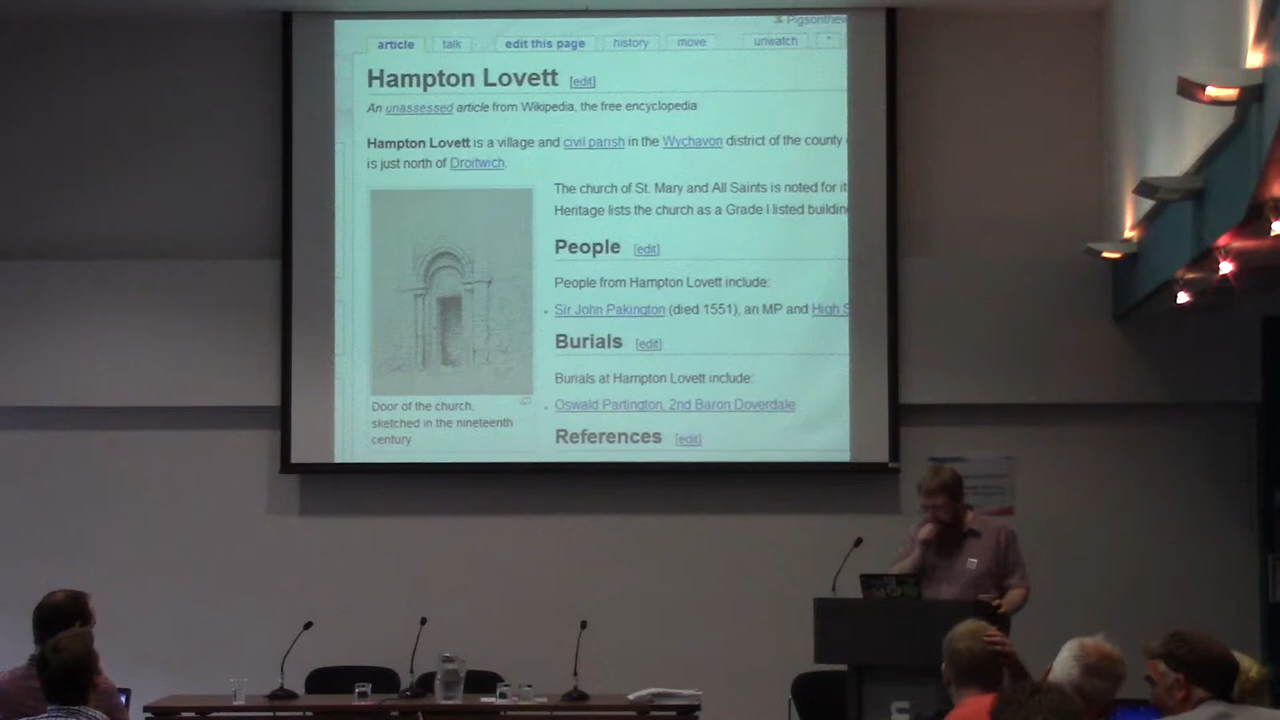 Pigsonthew
article talk edit this page history move unwatch
Hampton Lovett [edit]
An unassessed article from Wikipedia, the free encyclopedia
Hampton Lovett is a village and civil parish in the Wychavon district of the county
is just north of Droitwich.
The church of St. Mary and All Saints is noted for it
Heritage lists the church as a Grade I listed buildin
People [edit]
People from Hampton Lovett include:
Sir John Pakington (died 1551), an MP and High S
Burials [edit]
Burials at Hampton Lovett include:
Oswald Partington, 2nd Baron Doverdale
References [edit]
Door of the church,
sketched in the nineteenth
century